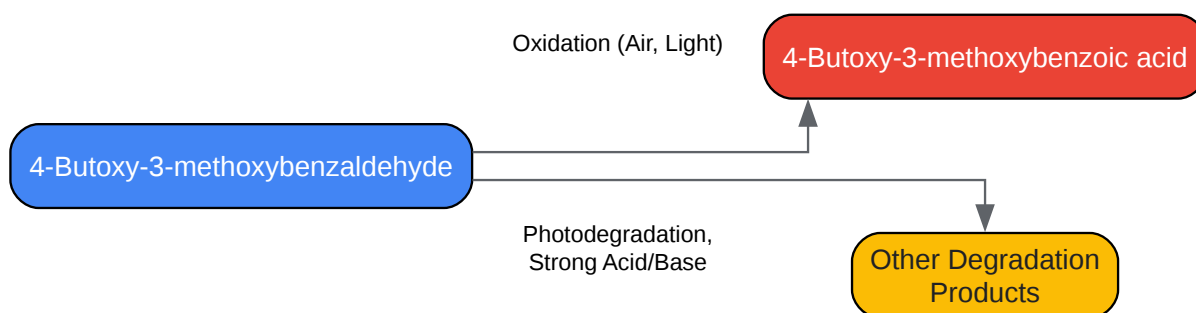 Oxidation (Air, Light)
4-Butoxy-3-methoxybenzoic acid
4-Butoxy-3-methoxybenzaldehyde
Photodegradation,
Strong Acid/Base
Other Degradation
Products